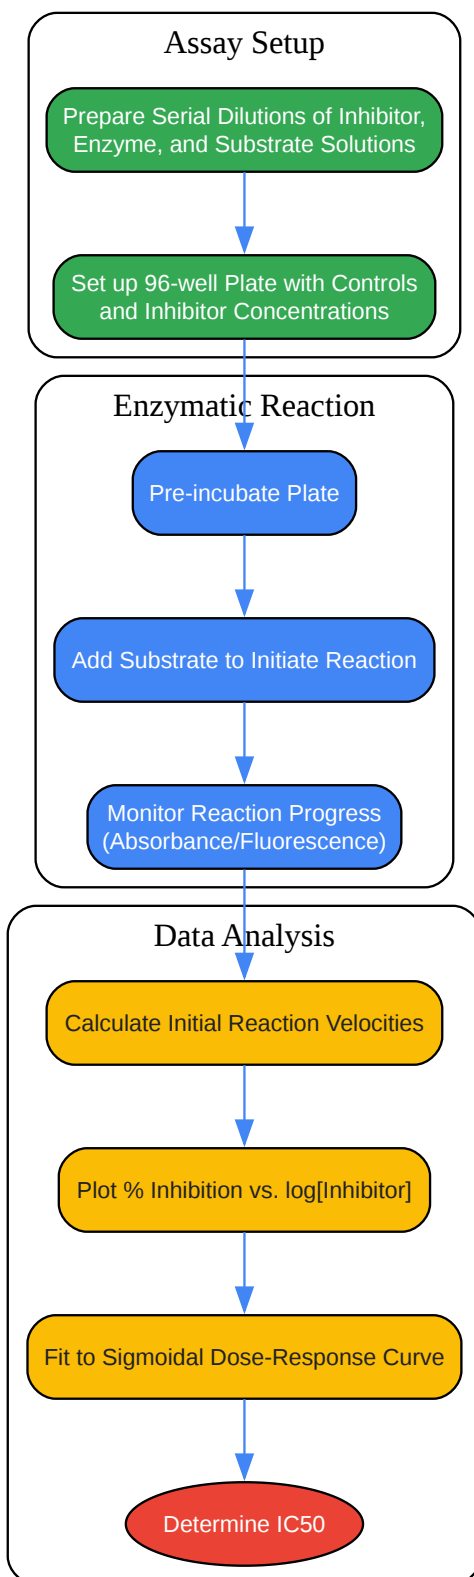 Assay Setup
Prepare Serial Dilutions of Inhibitor,
Enzyme, and Substrate Solutions
Set up 96-well Plate with Controls
and Inhibitor Concentrations
Enzymatic Reaction
Pre-incubate Plate
Add Substrate to Initiate Reaction
Monitor Reaction Progress
(Absorbance/Fluorescence)
Data Analysis
Calculate Initial Reaction Velocities
Plot % Inhibition vs. log[Inhibitor]
Fit to Sigmoidal Dose-Response Curve
Determine IC50